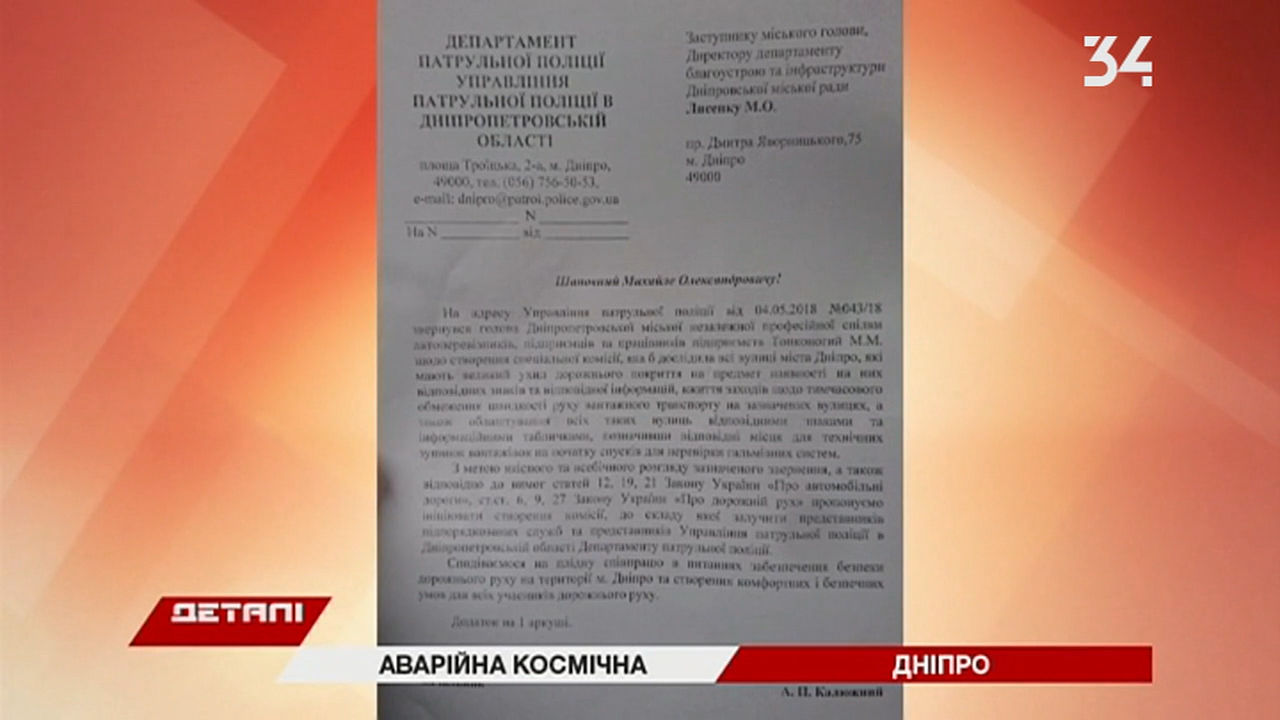 34
ДЕПАРТАМЕНТ
ПАТРУЛЬНОЇ ПОЛІЦІЇ
УПРАВЛІННЯ
ПАТРУЛЬНОЇ ПОЛІЦІЇ В
ДНІПРОПЕТРОВСЬКІЙ
ОБЛАСТІ
площа Троїцька, 2-а, м. Дніпро,
49000, тел. (056) 756-50-53,
e-mail: dnipro@patrol.police.gov.ua
N
На N від
Заступнику міського голови,
Директору департаменту
благоустрою та інфраструктури
Дніпровської міської ради
Лисенку М.О.
пр. Дмитра Яворницького,75
м. Дніпро
49000
Шановний Михайле Олександровичу!
На адресу Управління патрульної поліції від 04.05.2018 №043/18
звернувся голова Дніпропетровської міської незалежної професійної спілки
автоперевізників, підприємців та працівників підприємств Тонконогий М.М.
щодо створення спеціальної комісії, яка б дослідила всі вулиці міста Дніпро, які
мають великий ухил дорожнього покриття на предмет наявності на них
відповідних знаків та відповідної інформації, вжиття заходів щодо тимчасового
обмеження швидкості руху вантажного транспорту на зазначених вулицях, а
також облаштування всіх таких вулиць відповідними знаками та
інформаційними табличками, позначивши відповідні місця для технічних
зупинок вантажівок на початку спусків для перевірки гальмівних систем.
З метою якісного та всебічного розгляду зазначеного звернення, а також
відповідно до вимог статей 12, 19, 21 Закону України «Про автомобільні
дороги», ст.ст. 6, 9, 27 Закону України «Про дорожній рух» пропонуємо
ініціювати створення комісії, до складу якої залучити представників
підпорядкованих служб та представників Управління патрульної поліції в
Дніпропетровській області Департаменту патрульної поліції.
Сподіваємося на плідну співпрацю в питаннях забезпечення безпеки
дорожнього руху на території м. Дніпро та створення комфортних і безпечних
умов для всіх учасників дорожнього руху.
Додаток на 1 аркуші.
ДЕТАЛІ
АВАРІЙНА КОСМІЧНА
ДНІПРО
А. П. Калюжний